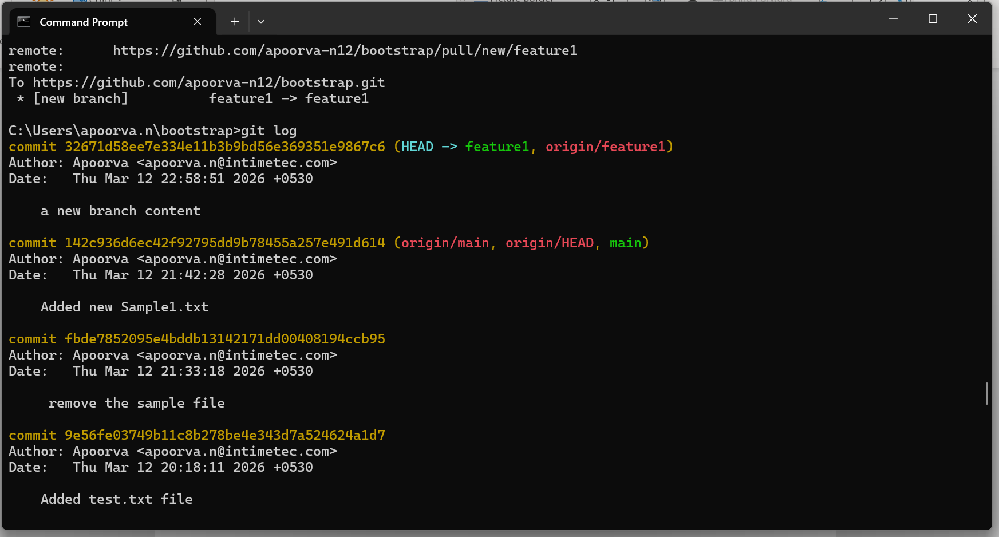 Command Prompt
remote:      https://github.com/apoorva-n12/bootstrap/pull/new/feature1
remote:
To https://github.com/apoorva-n12/bootstrap.git
 * [new branch]          feature1 -> feature1
C:\Users\apoorva.n\bootstrap>git log
commit 32671d58ee7e334e11b3b9bd56e369351e9867c6 (HEAD -> feature1, origin/feature1)
Author: Apoorva <apoorva.n@intimetec.com>
Date:   Thu Mar 12 22:58:51 2026 +0530
    a new branch content
commit 142c936d6ec42f92795dd9b78455a257e491d614 (origin/main, origin/HEAD, main)
Author: Apoorva <apoorva.n@intimetec.com>
Date:   Thu Mar 12 21:42:28 2026 +0530
    Added new Sample1.txt
commit fbde7852095e4bddb13142171dd00408194ccb95
Author: Apoorva <apoorva.n@intimetec.com>
Date:   Thu Mar 12 21:33:18 2026 +0530
     remove the sample file
commit 9e56fe03749b11c8b278be4e343d7a524624a1d7
Author: Apoorva <apoorva.n@intimetec.com>
Date:   Thu Mar 12 20:18:11 2026 +0530
    Added test.txt file